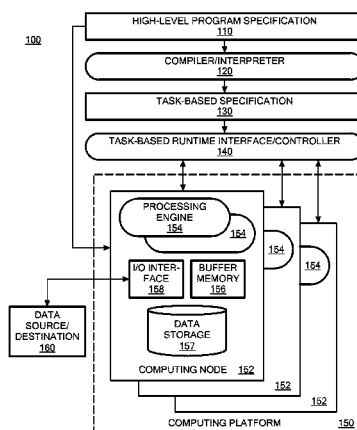 100
HIGH-LEVEL PROGRAM SPECIFICATION
110
COMPILER/INTERPRETER
120
TASK-BASED SPECIFICATION
130
TASK-BASED RUNTIME INTERFACE/CONTROLLER
140
PROCESSING
ENGINE
154
154
154
154
I/O INTER-
FACE
158
BUFFER
MEMORY
156
DATA
STORAGE
157
DATA
SOURCE/
DESTINATION
160
COMPUTING NODE 152
152
152
COMPUTING PLATFORM 150